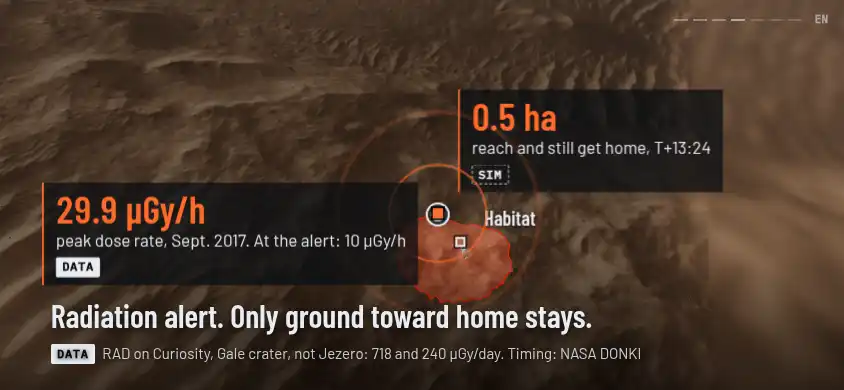 EN
0.5 ha
reach and still get home, T+13:24
SIM
29.9 µGy/h
peak dose rate, Sept. 2017. At the alert: 10 µGy/h
DATA
Habitat
Radiation alert. Only ground toward home stays.
DATA RAD on Curiosity, Gale crater, not Jezero: 718 and 240 µGy/day. Timing: NASA DONKI